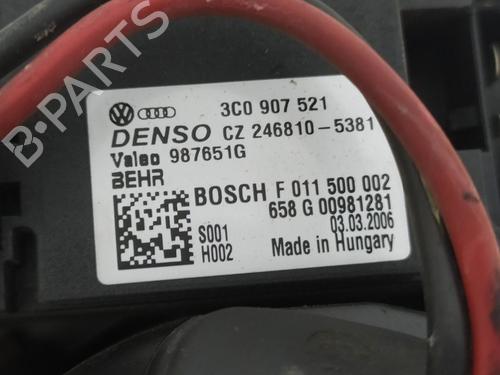 B-PARTS
3C0 907 521
DENSO CZ 246810-5381
Valeo 987651G
BEHR
BOSCH F 011 500 002
658 G 00981281
03.03.2006
S001
H002
Made in Hungary